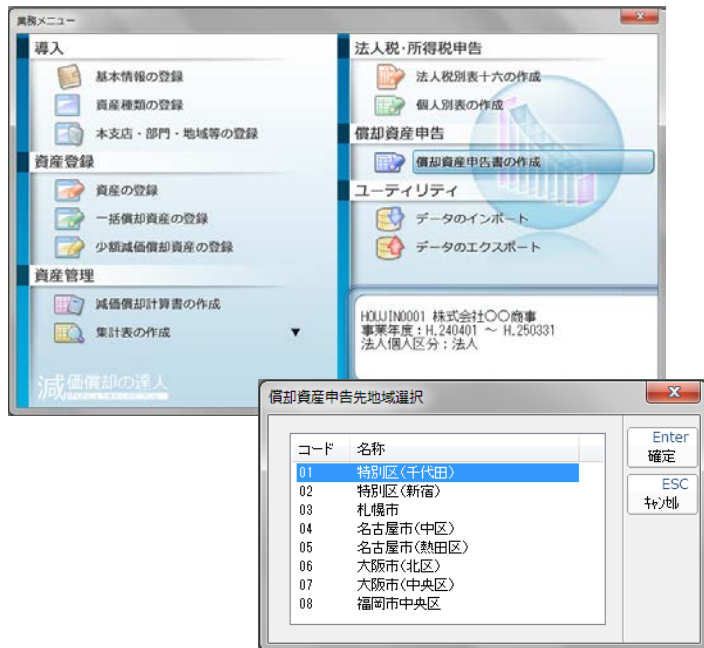 業務メニュー
導入
基本情報の登録
資産種類の登録
本支店・部門・地域等の登録
資産登録
資産の登録
一括償却資産の登録
少額減価償却資産の登録
資産管理
減価償却計算書の作成
集計表の作成
減価償却の達人
法人税・所得税申告
法人税別表十六の作成
個人別表の作成
償却資産申告
償却資産申告書の作成
ユーティリティ
データのインポート
データのエクスポート
HOUJIN0001 株式会社○○商事
事業年度：H.240401 ～ H.250331
法人個人区分：法人
償却資産申告先地域選択
コード 名称
01 特別区(千代田)
02 特別区(新宿)
03 札幌市
04 名古屋市(中区)
05 名古屋市(熱田区)
06 大阪市(北区)
07 大阪市(中央区)
08 福岡市中央区
Enter
確定
ESC
ｷｬﾝｾﾙ